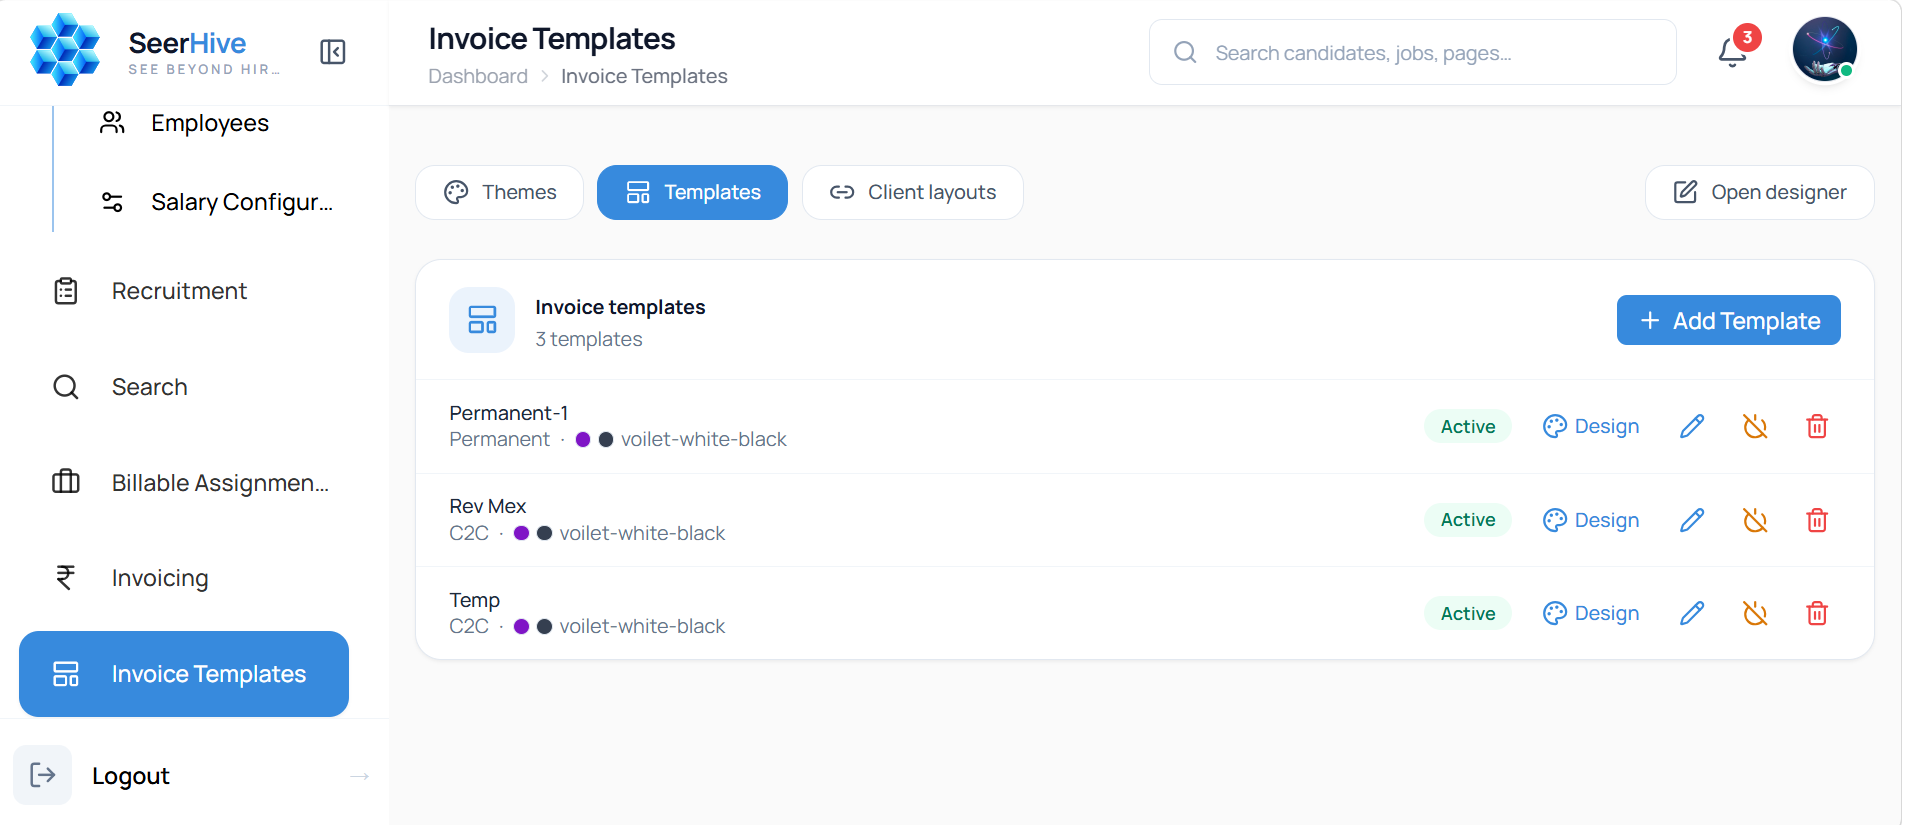 SeerHive
SEE BEYOND HIR...
Employees
Salary Configur...
Recruitment
Search
Billable Assignmen...
Invoicing
Invoice Templates
Logout
Invoice Templates
Dashboard > Invoice Templates
Search candidates, jobs, pages...
3
Themes
Templates
Client layouts
Open designer
Invoice templates
3 templates
+ Add Template
Permanent-1
Permanent · voilet-white-black
Active
Design
Rev Mex
C2C · voilet-white-black
Active
Design
Temp
C2C · voilet-white-black
Active
Design